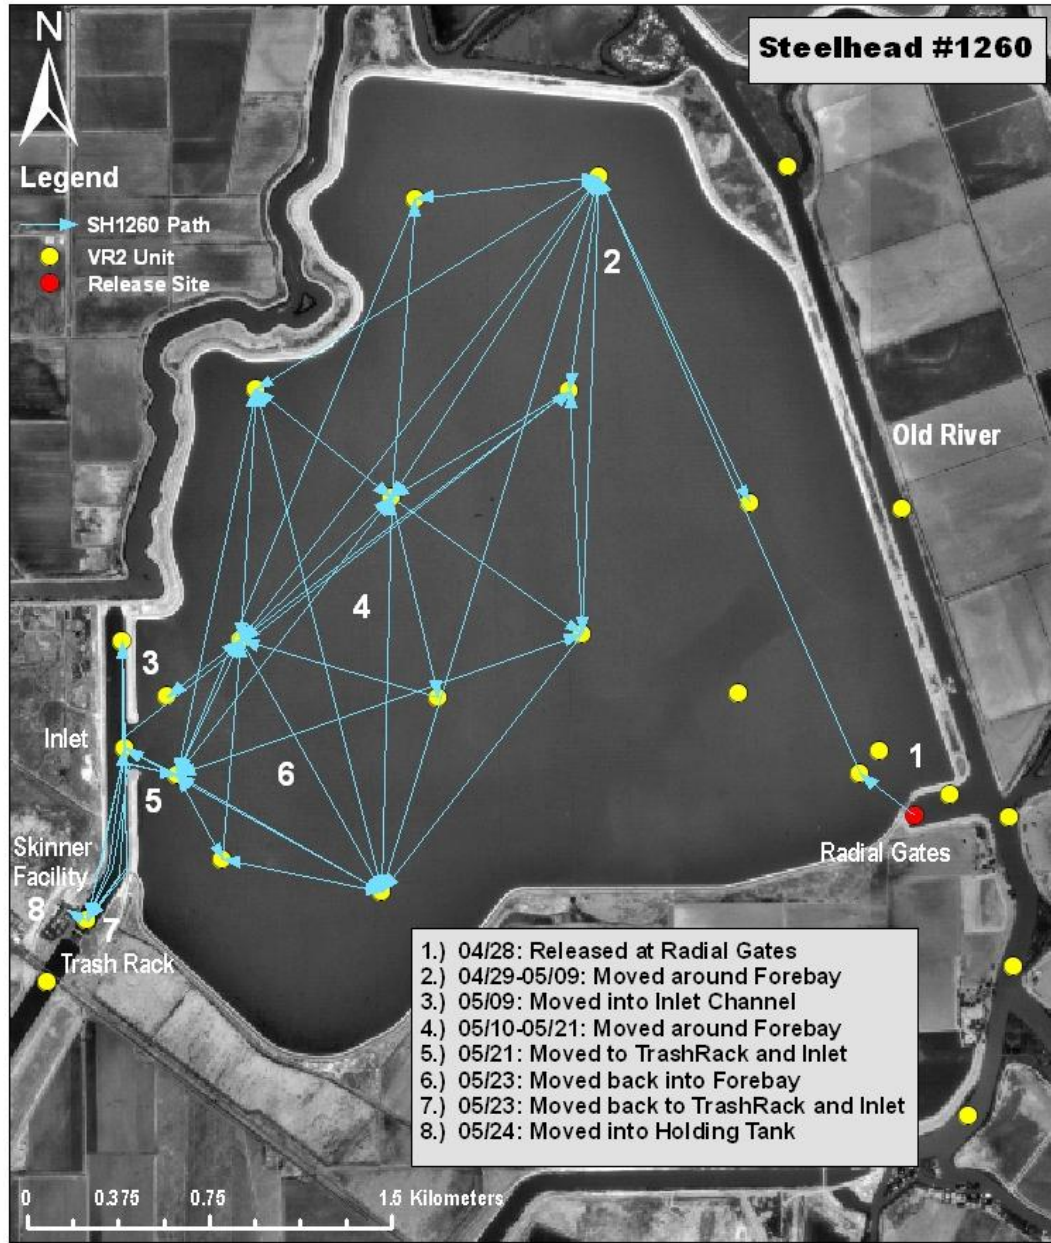 Steelhead #1260
N
Legend
SH1260 Path
VR2 Unit
Release Site
2
Old River
4
3
Inlet
1
6
5
Skinner
Facility
Radial Gates
8
7
Trash Rack
1.) 04/28: Released at Radial Gates
2.) 04/29-05/09: Moved around Forebay
3.) 05/09: Moved into Inlet Channel
4.) 05/10-05/21: Moved around Forebay
5.) 05/21: Moved to TrashRack and Inlet
6.) 05/23: Moved back into Forebay
7.) 05/23: Moved back to TrashRack and Inlet
8.) 05/24: Moved into Holding Tank
0 0.375 0.75 1.5 Kilometers